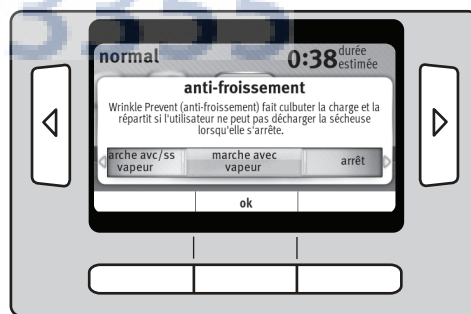 3355
normal
0:38 durée
estimée
anti-froissement
Wrinkle Prevent (anti-froissement) fait culbuter la charge et la
répartit si l'utilisateur ne peut pas décharger la sécheuse
lorsqu'elle s'arrête.
arche avc/ss
vapeur
marche avec
vapeur
arrêt
ok